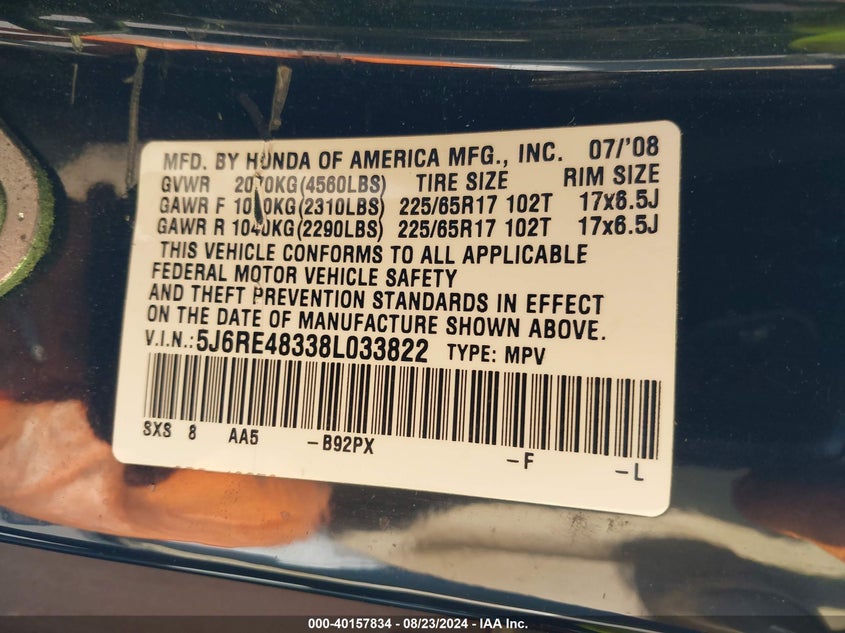 MFD. BY HONDA OF AMERICA MFG., INC. 07/'08
GVWR 2070KG(4560LBS) TIRE SIZE RIM SIZE
GAWR F 1050KG(2310LBS) 225/65R17 102T 17x6.5J
GAWR R 1040KG(2290LBS) 225/65R17 102T 17x6.5J
THIS VEHICLE CONFORMS TO ALL APPLICABLE
FEDERAL MOTOR VEHICLE SAFETY
AND THEFT PREVENTION STANDARDS IN EFFECT
ON THE DATE OF MANUFACTURE SHOWN ABOVE.
V.I.N.: 5J6RE48338L033822 TYPE: MPV
SXS 8 AA5 -B92PX -F -L
000-40157834 - 08/23/2024 - IAA Inc.